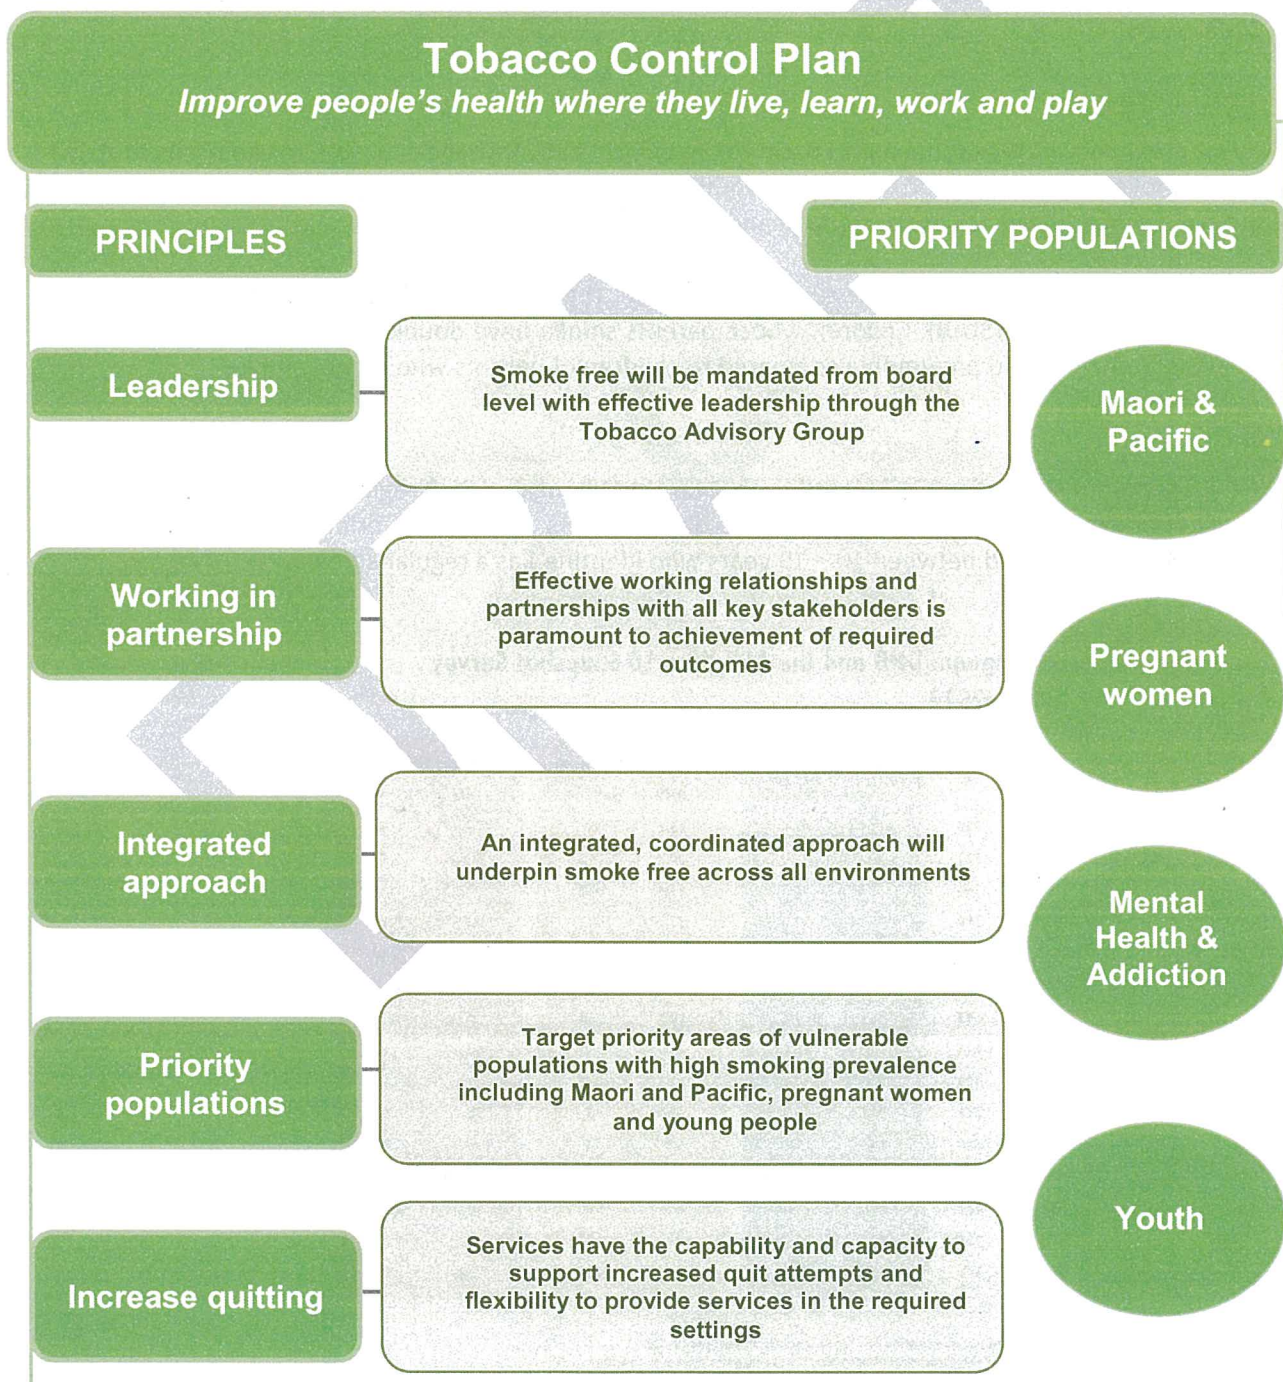 Tobacco Control Plan
Improve people's health where they live, learn, work and play
PRINCIPLES
PRIORITY POPULATIONS
Leadership
Smoke free will be mandated from board
level with effective leadership through the
Tobacco Advisory Group
Maori &
Pacific
Working in
partnership
Effective working relationships and
partnerships with all key stakeholders is
paramount to achievement of required
outcomes
Pregnant
women
Integrated
approach
An integrated, coordinated approach will
underpin smoke free across all environments
Mental
Health &
Addiction
Priority
populations
Target priority areas of vulnerable
populations with high smoking prevalence
including Maori and Pacific, pregnant women
and young people
Youth
Increase quitting
Services have the capability and capacity to
support increased quit attempts and
flexibility to provide services in the required
settings